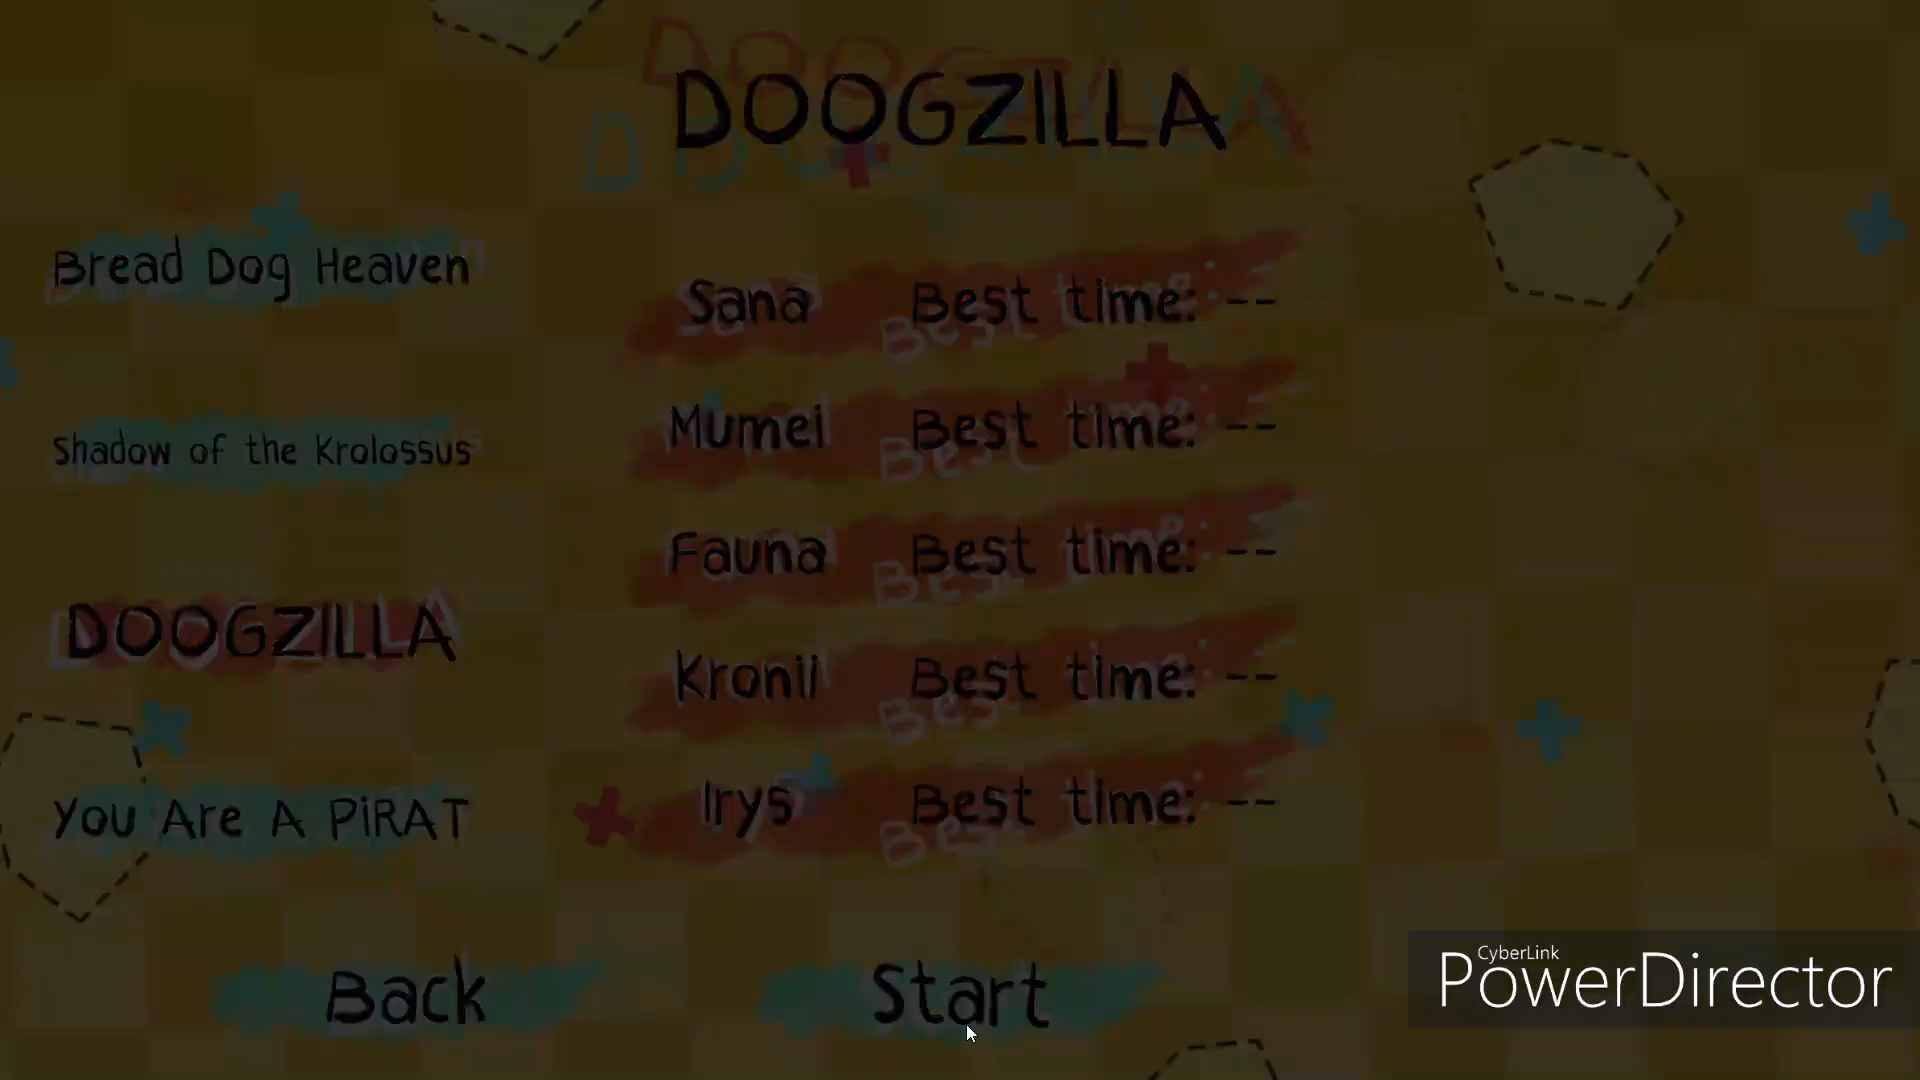 DOOGZILLA
Bread Dog Heaven
Shadow of the Krolossus
DOOGZILLA
You Are A PiRAT
Sana Best time: --
Mumei Best time: --
Fauna Best time: --
Kronii Best time: --
Irys Best time: --
Back
Start
CyberLink
PowerDirector